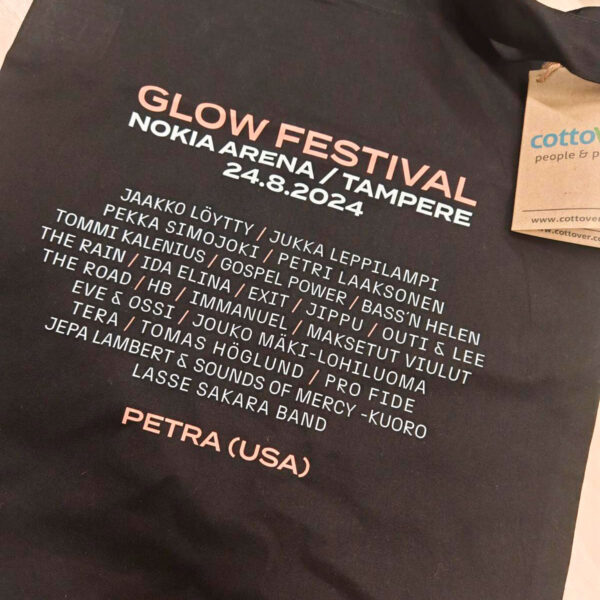 GLOW FESTIVAL
NOKIA ARENA / TAMPERE
24.8.2024
JAAKKO LÖYTTY / JUKKA LEPPILAMPI
PEKKA SIMOJOKI / PETRI LAAKSONEN
TOMMI KALENIUS / GOSPEL POWER / BASS'N HELEN
THE RAIN / IDA ELINA / EXIT / JIPPU / OUTI & LEE
THE ROAD / HB / IMMANUEL / MAKSETUT VIULUT
EVE & OSSI / JOUKO MÄKI-LOHILUOMA
TERA / TOMAS HÖGLUND / PRO FIDE
JEPA LAMBERT & SOUNDS OF MERCY -KUORO
LASSE SAKARA BAND
PETRA (USA)
cottov
people & p
www.cottover
www.cottover.c